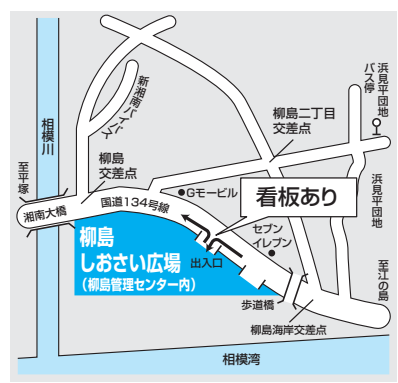 浜見平団地
バス停
新湘南バイパス
柳島二丁目
交差点
相模川
至平塚
柳島
交差点
浜見平団地
Gモービル
看板あり
国道134号線
湘南大橋
セブン
イレブン
柳島
しおさい広場
(柳島管理センター内)
出入口
至江の島
歩道橋
柳島海岸交差点
相模湾